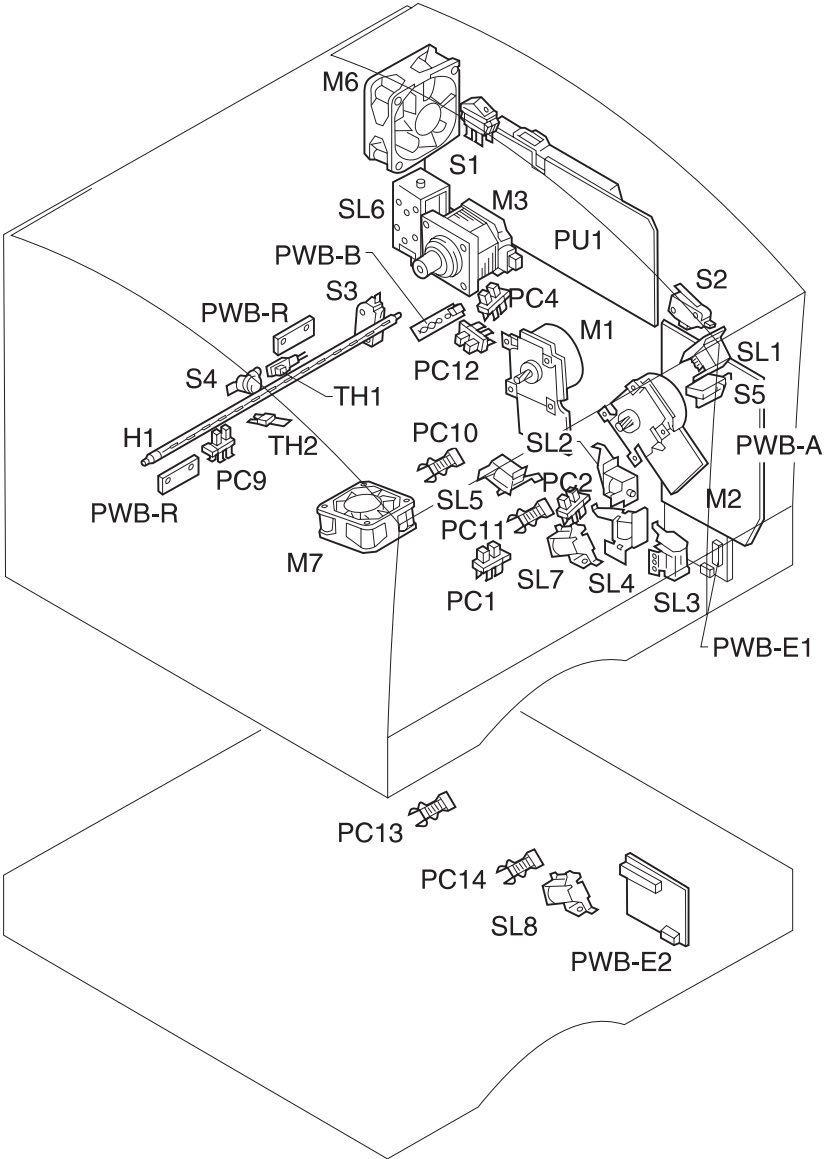 M6
S1
M3
SL6
PU1
PWB-B
S2
S3
PC4
PWB-R
M1
SL1
PC12
S4
S5
TH1
H1
TH2
PC10
SL2
PWB-A
PC9
SL5
PC2
M2
PWB-R
PC11
M7
SL7
SL4
PC1
SL3
PWB-E1
PC13
PC14
SL8
PWB-E2